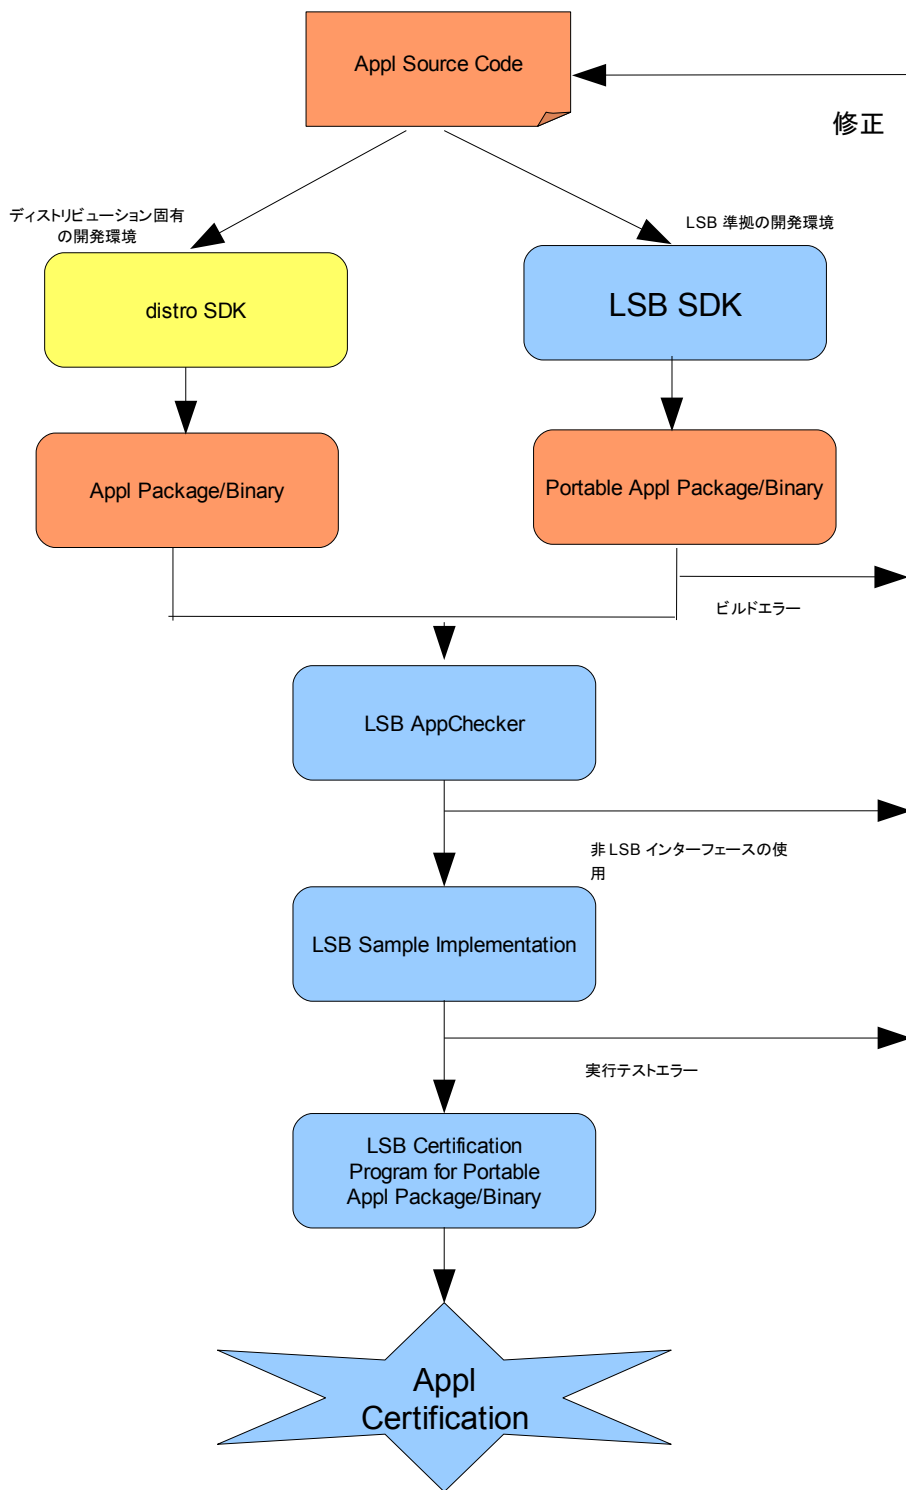 Appl Source Code
修正
ディストリビューション固有
の開発環境
LSB 準拠の開発環境
distro SDK
LSB SDK
Appl Package/Binary
Portable Appl Package/Binary
ビルドエラー
LSB AppChecker
非 LSB インターフェースの使
用
LSB Sample Implementation
実行テストエラー
LSB Certification
Program for Portable
Appl Package/Binary
Appl
Certification